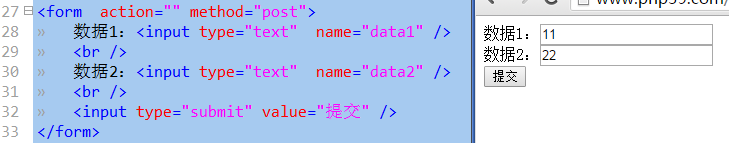 27 <form  action="" method="post">
28 »   数据1: <input type="text"  name="data1" />
29 »   <br />
30 »   数据2: <input type="text"  name="data2" />
31 »   <br />
32 »   <input type="submit" value="提交" />
33 </form>
www.php39.com/
数据1: 11
数据2: 22
提交